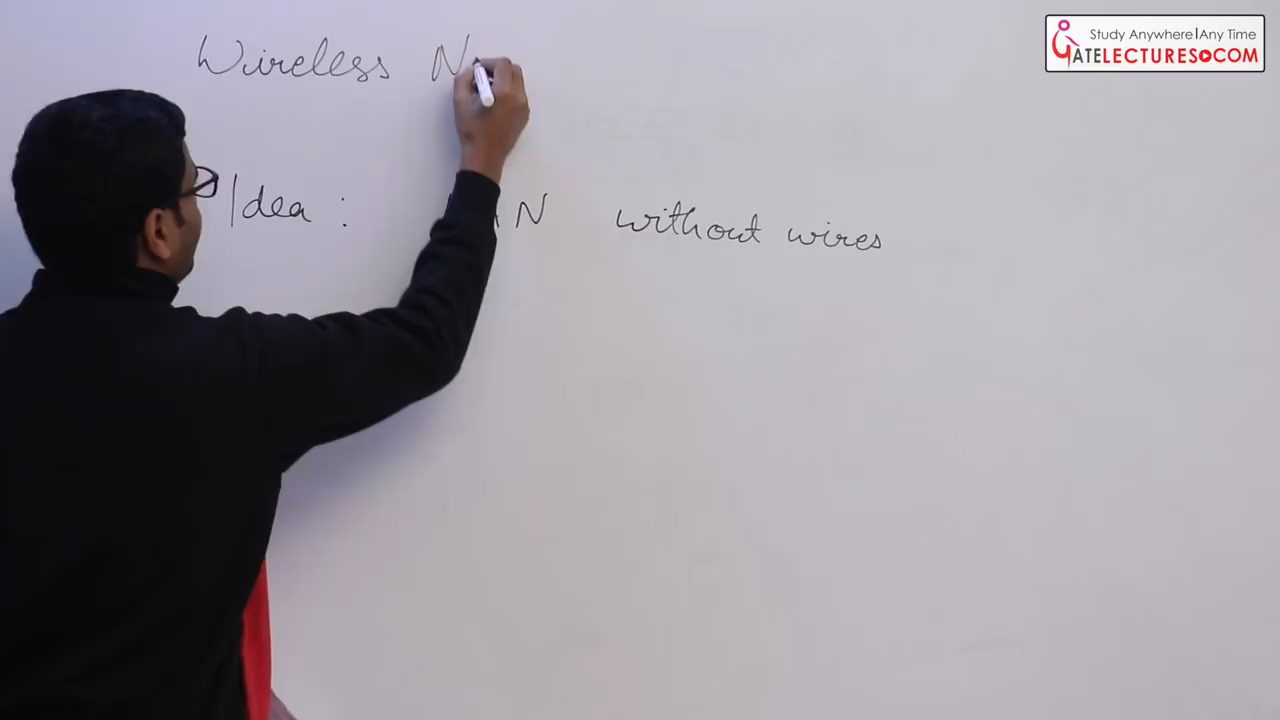 Wireless N
Study Anywhere|Any Time
GATELECTURES.COM
Idea : N without wires